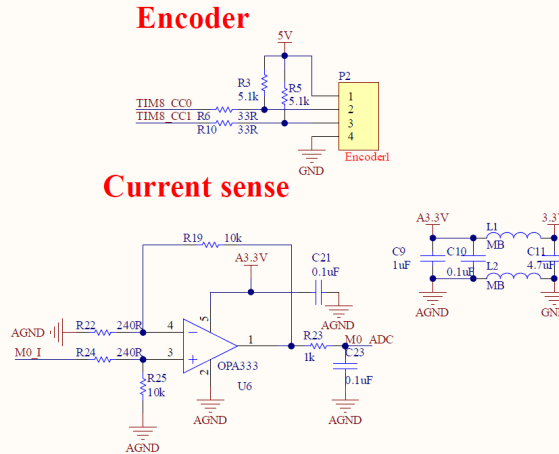 Encoder
5V
P2
R3
5.1k
R5
5.1k
1
2
3
4
TIM8_CC0
TIM8_CC1
R6
33R
R10
33R
GND
Encoder1
Current sense
R19
10k
A3.3V
C21
0.1uF
AGND
A3.3V
L1
MB
3.3
C9
1uF
C10
0.1uF
L2
MB
C11
4.7uF
AGND
GN
AGND
R22
240R
4
5
1
R23
1k
M0_ADC
M0_I
R24
240R
3
2
OPA333
U6
R25
10k
C23
0.1uF
AGND
AGND
AGND